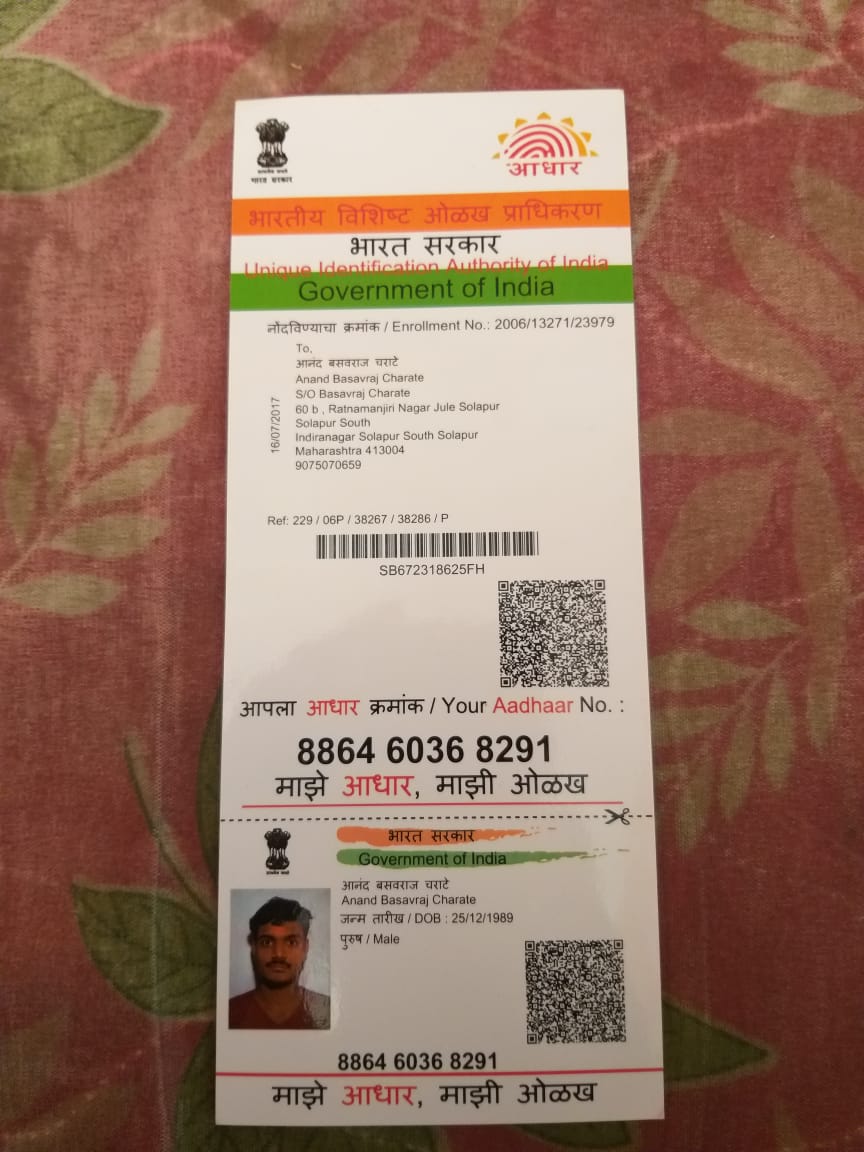 भारत सरकार
आधार
भारतीय विशिष्ट ओळख प्राधिकरण
भारत सरकार
Unique Identification Authority of India
Government of India
नोंदविण्याचा क्रमांक / Enrollment No.: 2006/13271/23979
To,
आनंद बसवराज चराटे
Anand Basavraj Charate
S/O Basavraj Charate
60 b , Ratnamanjiri Nagar Jule Solapur
Solapur South
Indiranagar Solapur South Solapur
Maharashtra 413004
9075070659
16/07/2017
Ref: 229 / 06P / 38267 / 38286 / P
SB672318625FH
आपला आधार क्रमांक / Your Aadhaar No. :
8864 6036 8291
माझे आधार, माझी ओळख
भारत सरकार
Government of India
आनंद बसवराज चराटे
Anand Basavraj Charate
जन्म तारीख / DOB : 25/12/1989
पुरुष / Male
8864 6036 8291
माझे आधार, माझी ओळख